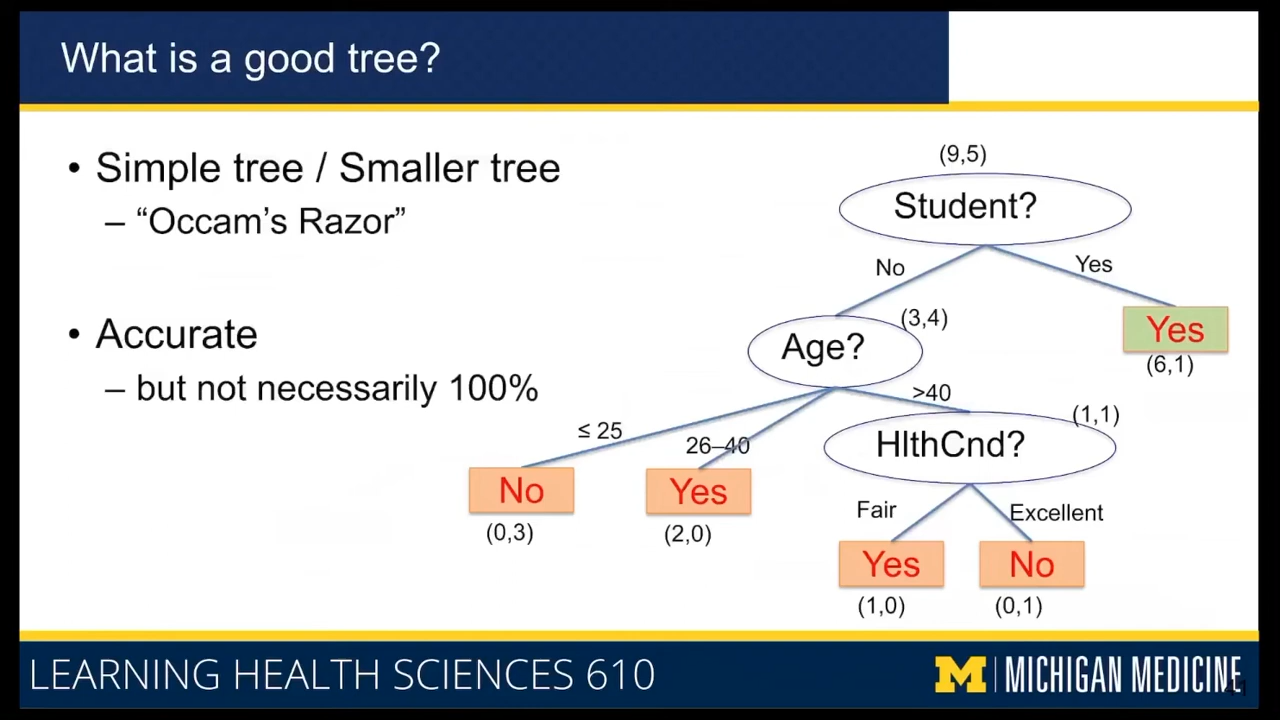 What is a good tree?
• Simple tree / Smaller tree
– “Occam’s Razor”
• Accurate
– but not necessarily 100%
(9,5)
Student?
No
Yes
Age?
(3,4)
Yes
(6,1)
≤ 25
26–40
>40
(1,1)
HlthCnd?
No
(0,3)
Yes
(2,0)
Fair
Excellent
Yes
(1,0)
No
(0,1)
LEARNING HEALTH SCIENCES 610
M MICHIGAN MEDICINE